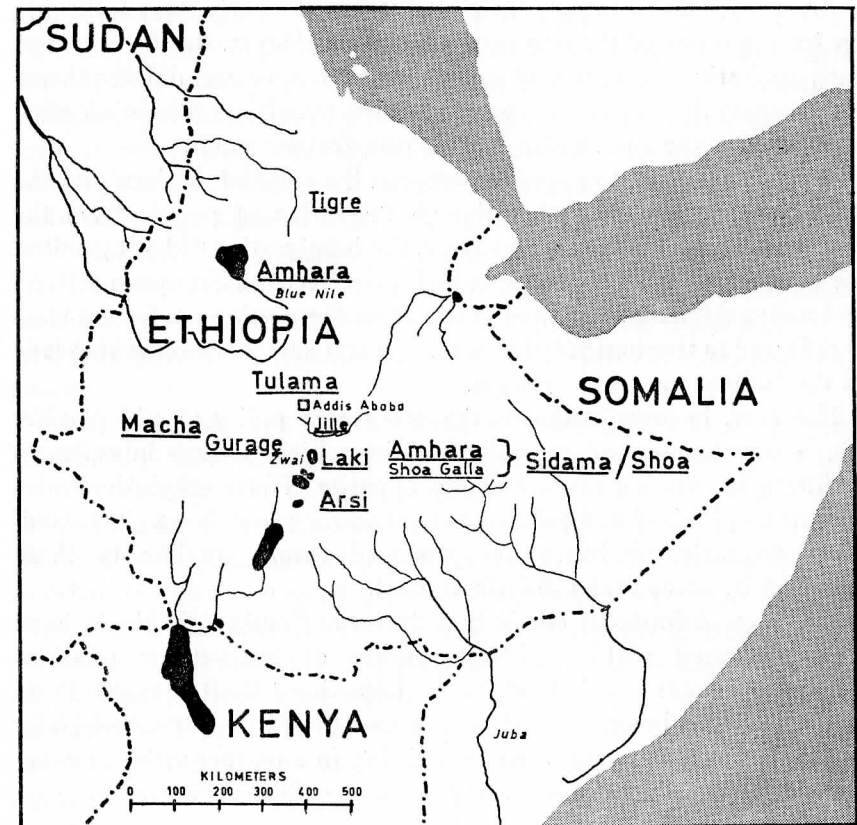 SUDAN
Tigre
Amhara
Blue Nile
ETHIOPIA
Tulama
Addis Ababa
Jille
Macha
Gurage
Zwai
Laki
Amhara
Shoa Galla
Sidama/Shoa
SOMALIA
Arsi
KENYA
Juba
KILOMETERS
0 100 200 300 400 500